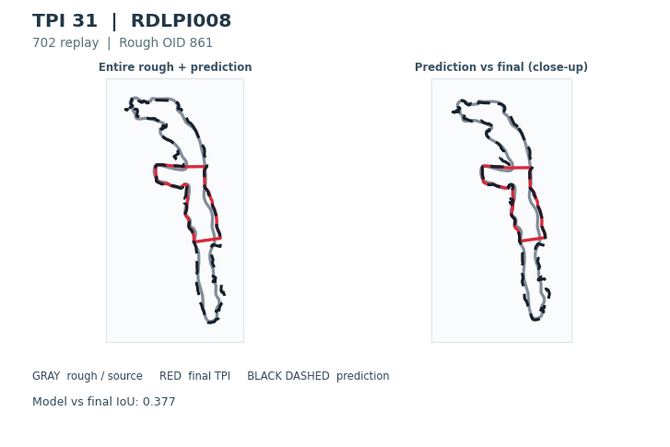 TPI 31 | RDLPI008
702 replay | Rough OID 861
Entire rough + prediction
Prediction vs final (close-up)
GRAY rough / source RED final TPI BLACK DASHED prediction
Model vs final IoU: 0.377